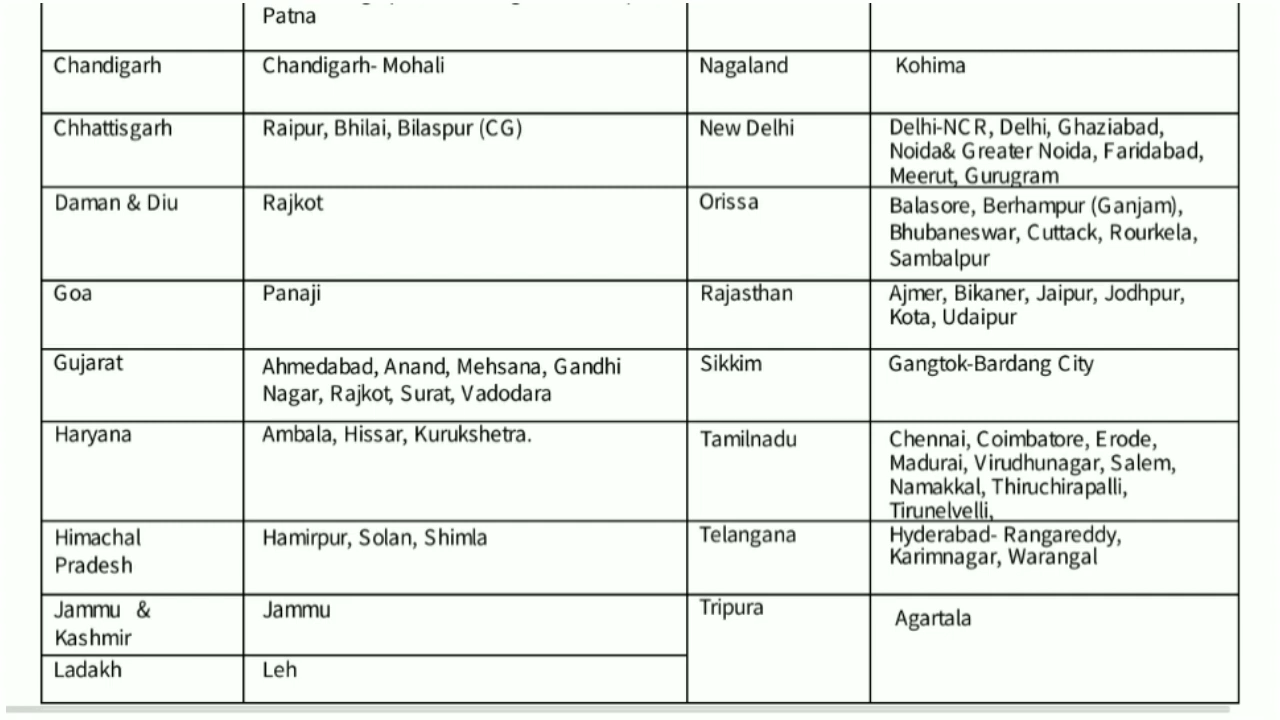 Patna
Chandigarh
Chandigarh- Mohali
Nagaland
Kohima
Chhattisgarh
Raipur, Bhilai, Bilaspur (CG)
New Delhi
Delhi-NCR, Delhi, Ghaziabad,
Noida& Greater Noida, Faridabad,
Meerut, Gurugram
Daman & Diu
Rajkot
Orissa
Balasore, Berhampur (Ganjam),
Bhubaneswar, Cuttack, Rourkela,
Sambalpur
Goa
Panaji
Rajasthan
Ajmer, Bikaner, Jaipur, Jodhpur,
Kota, Udaipur
Gujarat
Ahmedabad, Anand, Mehsana, Gandhi
Nagar, Rajkot, Surat, Vadodara
Sikkim
Gangtok-Bardang City
Haryana
Ambala, Hissar, Kurukshetra.
Tamilnadu
Chennai, Coimbatore, Erode,
Madurai, Virudhunagar, Salem,
Namakkal, Thiruchirapalli,
Tirunelvelli,
Himachal
Pradesh
Hamirpur, Solan, Shimla
Telangana
Hyderabad- Rangareddy,
Karimnagar, Warangal
Jammu &
Kashmir
Jammu
Tripura
Agartala
Ladakh
Leh